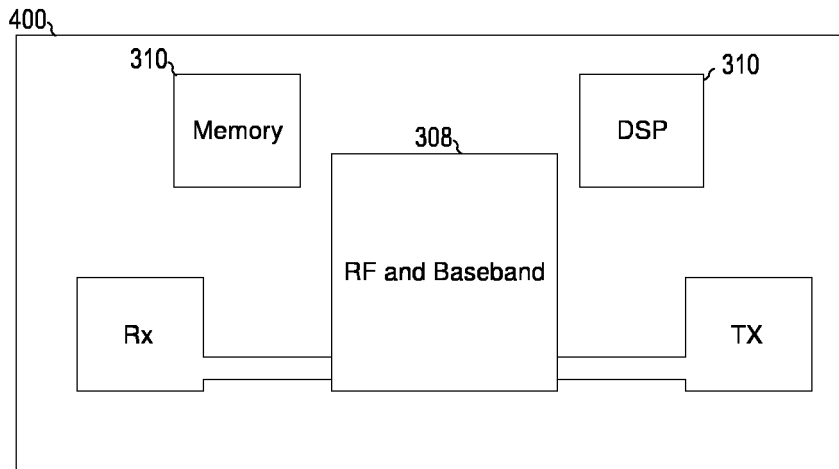 400
310
Memory
310
DSP
308
RF and Baseband
Rx
TX